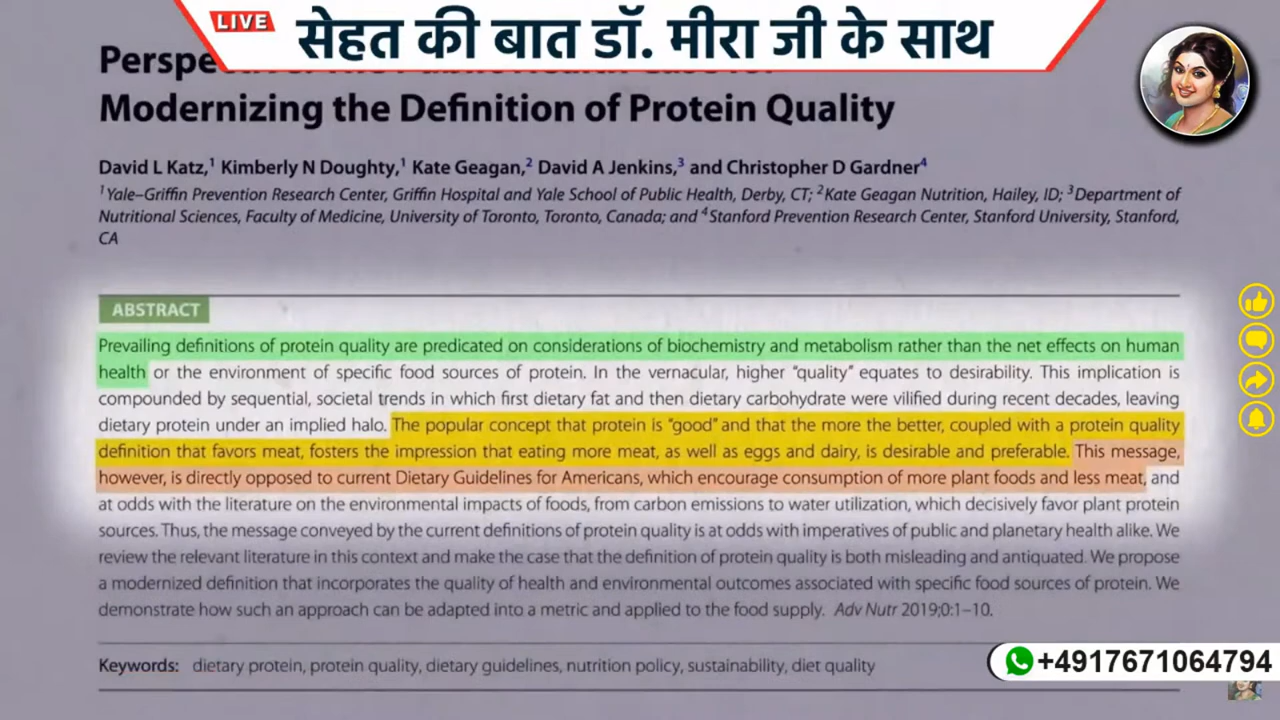 LIVE
सेहत की बात डॉ. मीरा जी के साथ
Modernizing the Definition of Protein Quality
David L Katz,1 Kimberly N Doughty,1 Kate Geagan,2 David A Jenkins,3 and Christopher D Gardner4
1Yale–Griffin Prevention Research Center, Griffin Hospital and Yale School of Public Health, Derby, CT; 2Kate Geagan Nutrition, Hailey, ID; 3Department of
Nutritional Sciences, Faculty of Medicine, University of Toronto, Toronto, Canada; and 4Stanford Prevention Research Center, Stanford University, Stanford,
CA
ABSTRACT
Prevailing definitions of protein quality are predicated on considerations of biochemistry and metabolism rather than the net effects on human
health or the environment of specific food sources of protein. In the vernacular, higher “quality” equates to desirability. This implication is
compounded by sequential, societal trends in which first dietary fat and then dietary carbohydrate were vilified during recent decades, leaving
dietary protein under an implied halo. The popular concept that protein is “good” and that the more the better, coupled with a protein quality
definition that favors meat, fosters the impression that eating more meat, as well as eggs and dairy, is desirable and preferable. This message,
however, is directly opposed to current Dietary Guidelines for Americans, which encourage consumption of more plant foods and less meat, and
at odds with the literature on the environmental impacts of foods, from carbon emissions to water utilization, which decisively favor plant protein
sources. Thus, the message conveyed by the current definitions of protein quality is at odds with imperatives of public and planetary health alike. We
review the relevant literature in this context and make the case that the definition of protein quality is both misleading and antiquated. We propose
a modernized definition that incorporates the quality of health and environmental outcomes associated with specific food sources of protein. We
demonstrate how such an approach can be adapted into a metric and applied to the food supply. Adv Nutr 2019;0:1–10.
Keywords: dietary protein, protein quality, dietary guidelines, nutrition policy, sustainability, diet quality
+4917671064794